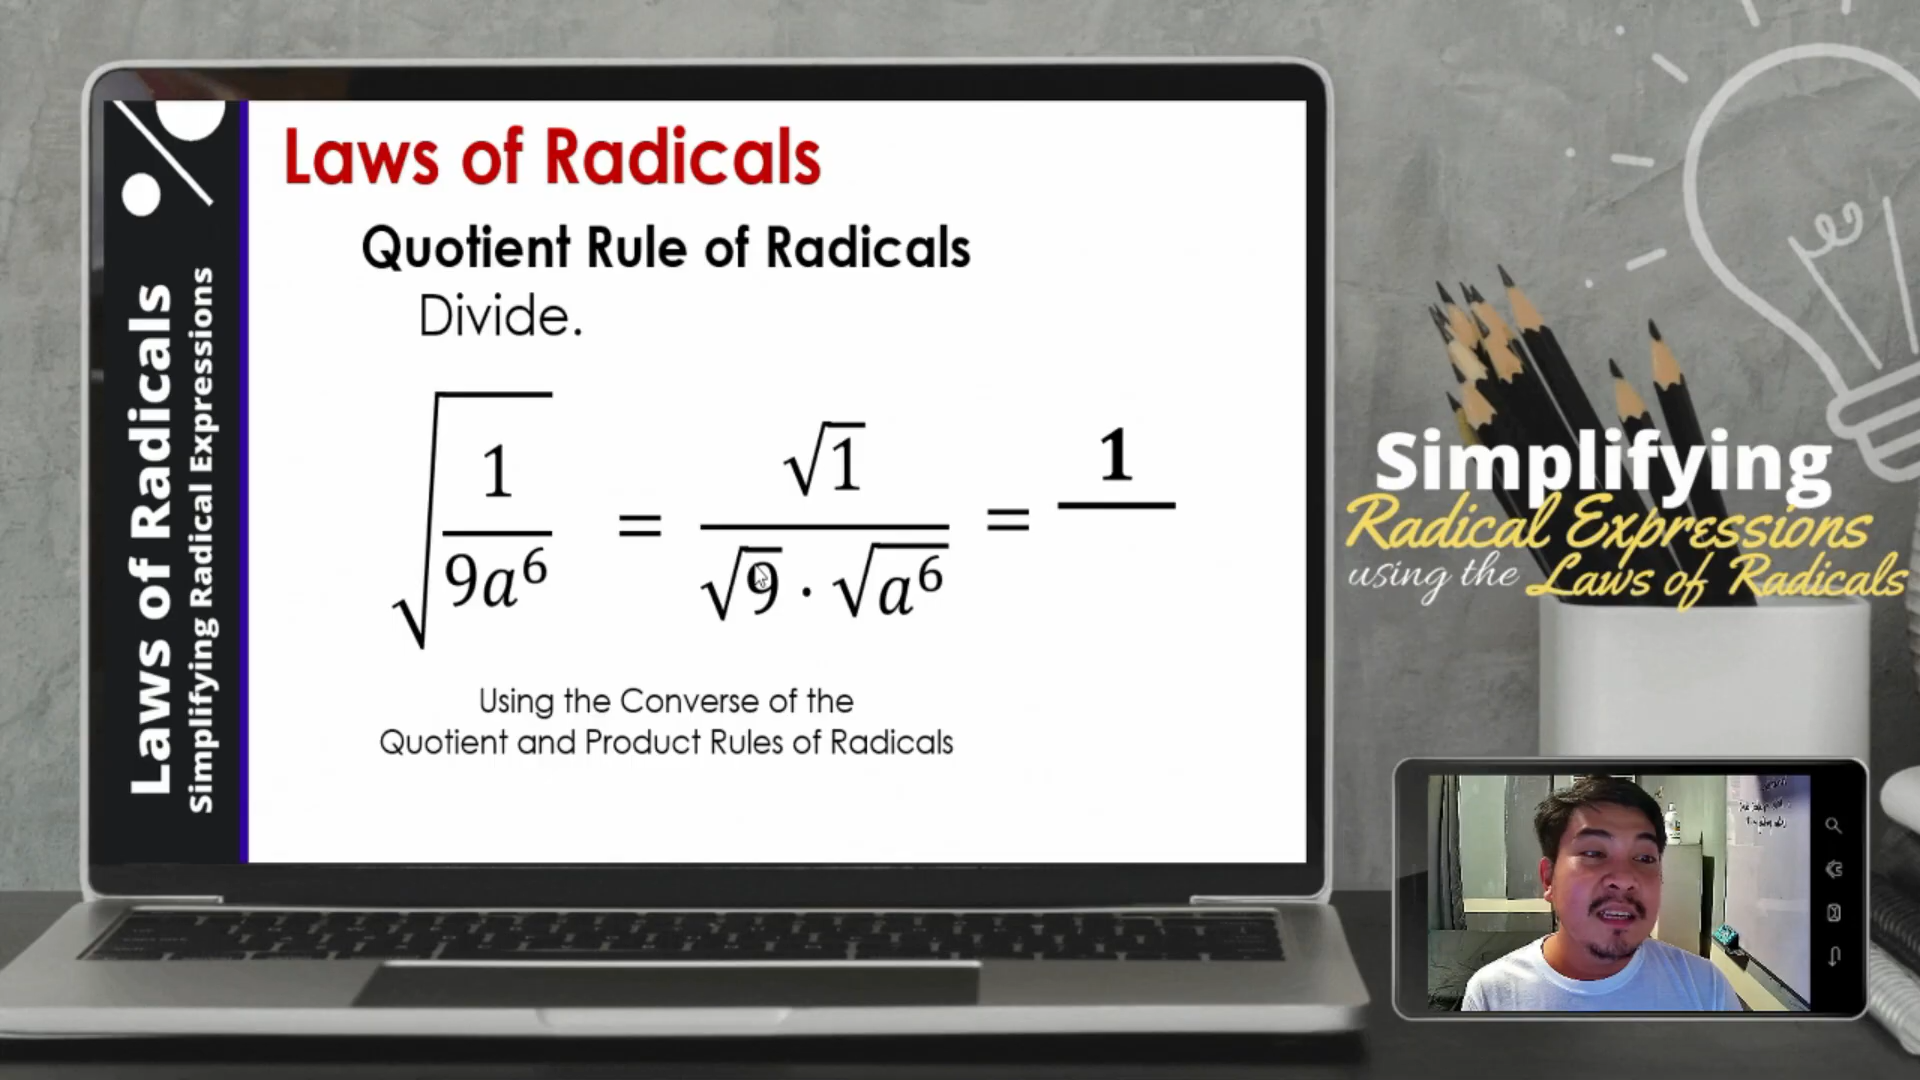 Laws of Radicals
Simplifying Radical Expressions
Laws of Radicals
Quotient Rule of Radicals
Divide.
√(1/(9a⁶)) = √1/(√9 · √a⁶) = 1/
Using the Converse of the
Quotient and Product Rules of Radicals
Simplifying
Radical Expressions
using the Laws of Radicals